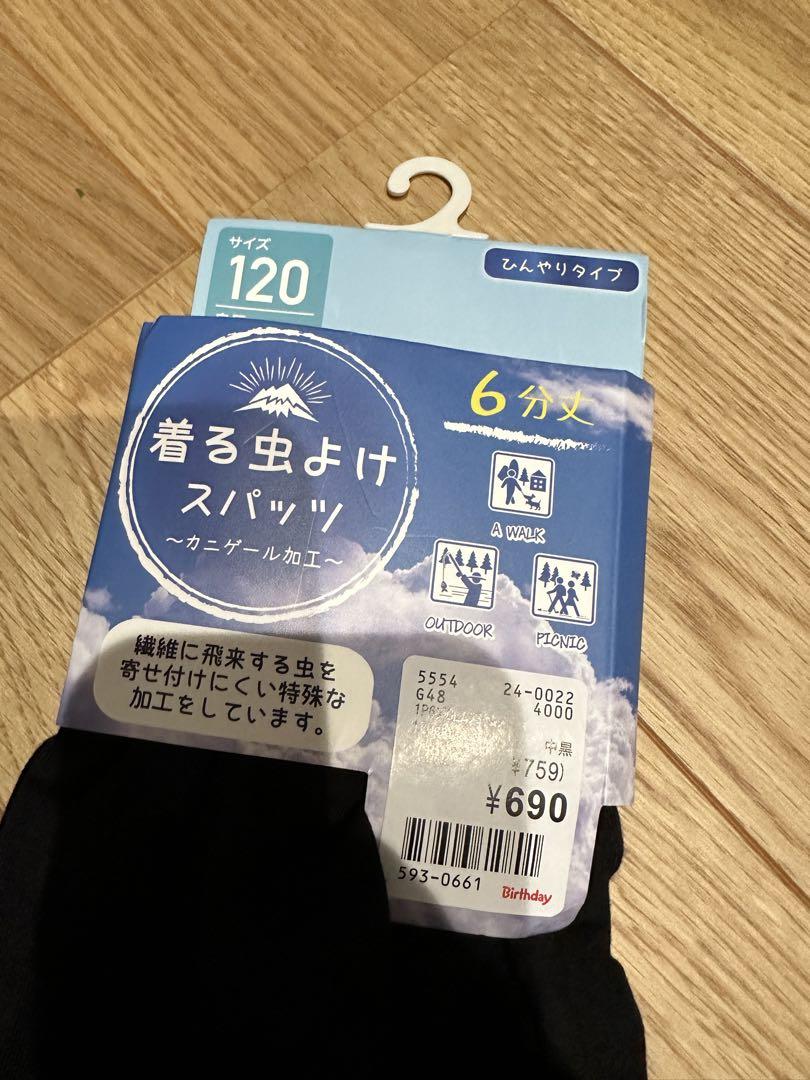 サイズ
120
ひんやりタイプ
6分丈
着る虫よけ
スパッツ
～カニゲール加工～
A WALK
OUTDOOR
PICNIC
繊維に飛来する虫を
寄せ付けにくい特殊な
加工をしています。
5554 24-0022
G48 4000
中黒
¥759)
¥690
593-0661
Birthday